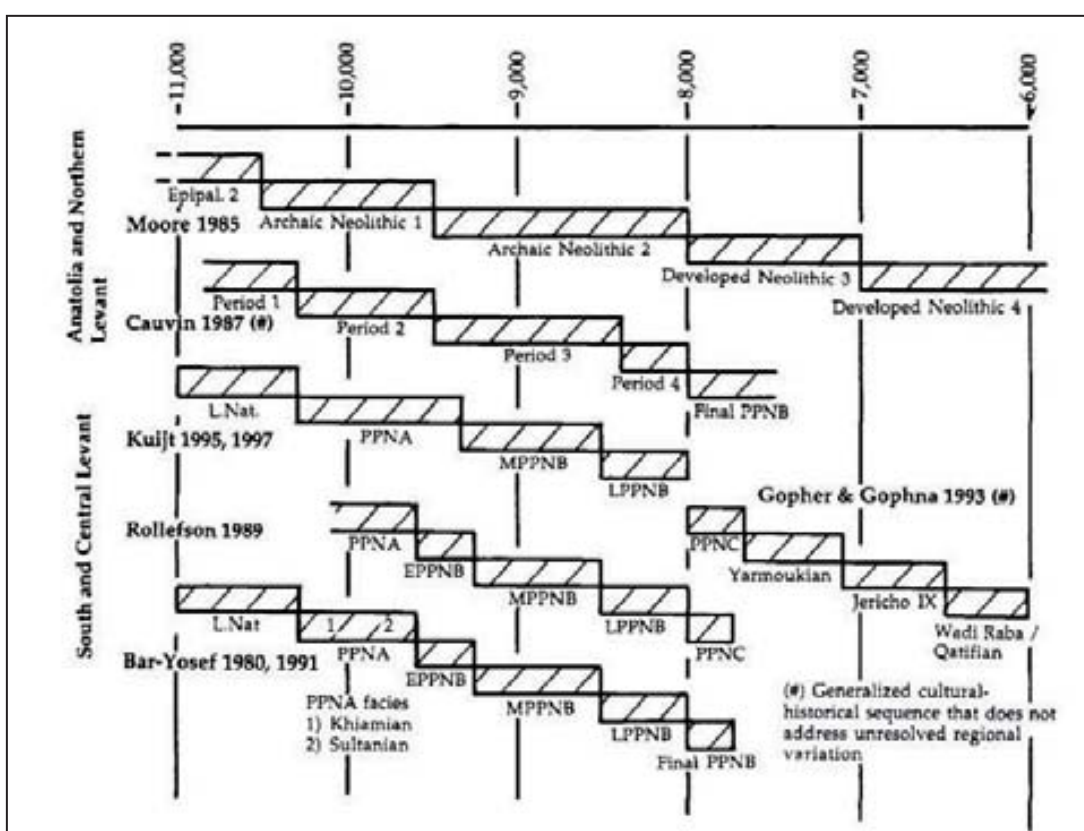 -11,000
-10,000
-9,000
-8,000
-7,000
-6,000
Anatolia and Northern
Levant
Epipal. 2
Moore 1985
Archaic Neolithic 1
Archaic Neolithic 2
Developed Neolithic 3
Developed Neolithic 4
Period 1
Cauvin 1987 (#)
Period 2
Period 3
Period 4
Final PPNB
South and Central Levant
L.Nat.
Kuijt 1995, 1997
PPNA
MPPNB
LPPNB
Gopher & Gophna 1993 (#)
Rollefson 1989
PPNA
EPPNB
MPPNB
LPPNB
PPNC
PPNC
Yarmoukian
Jericho IX
Wadi Raba /
Qatifian
L.Nat
1 2
PPNA
Bar-Yosef 1980, 1991
EPPNB
MPPNB
LPPNB
Final PPNB
PPNA facies
1) Khiamian
2) Sultanian
(#) Generalized cultural-
historical sequence that does not
address unresolved regional
variation